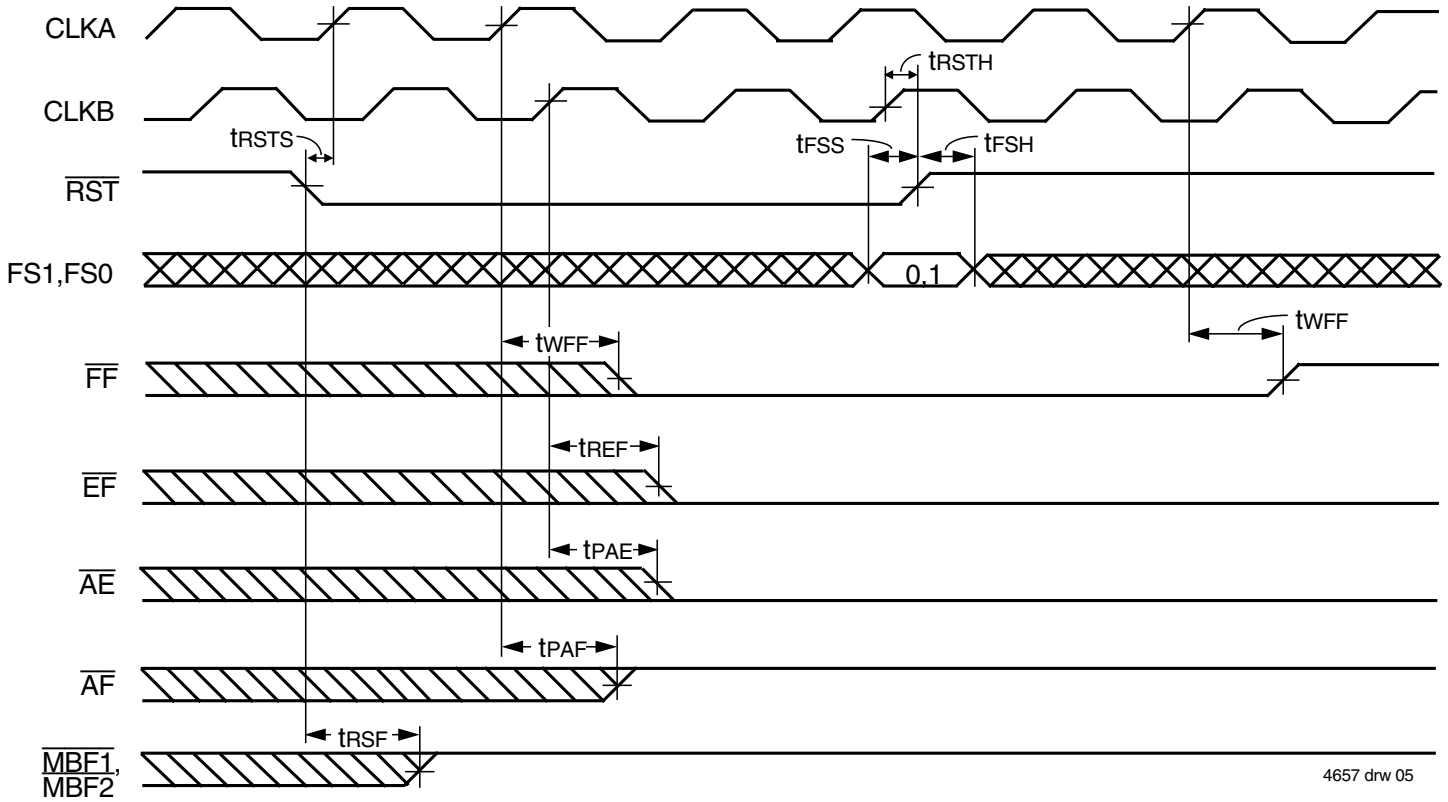 CLKA
tRSTH
CLKB
tRSTS
tFSS
tFSH
RST
FS1,FS0
0,1
tWFF
tWFF
FF
tREF
EF
tPAE
AE
tPAF
AF
tRSF
MBF1,
MBF2
4657 drw 05